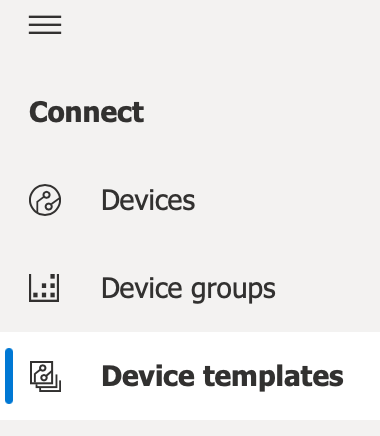 Connect
Devices
Device groups
Device templates